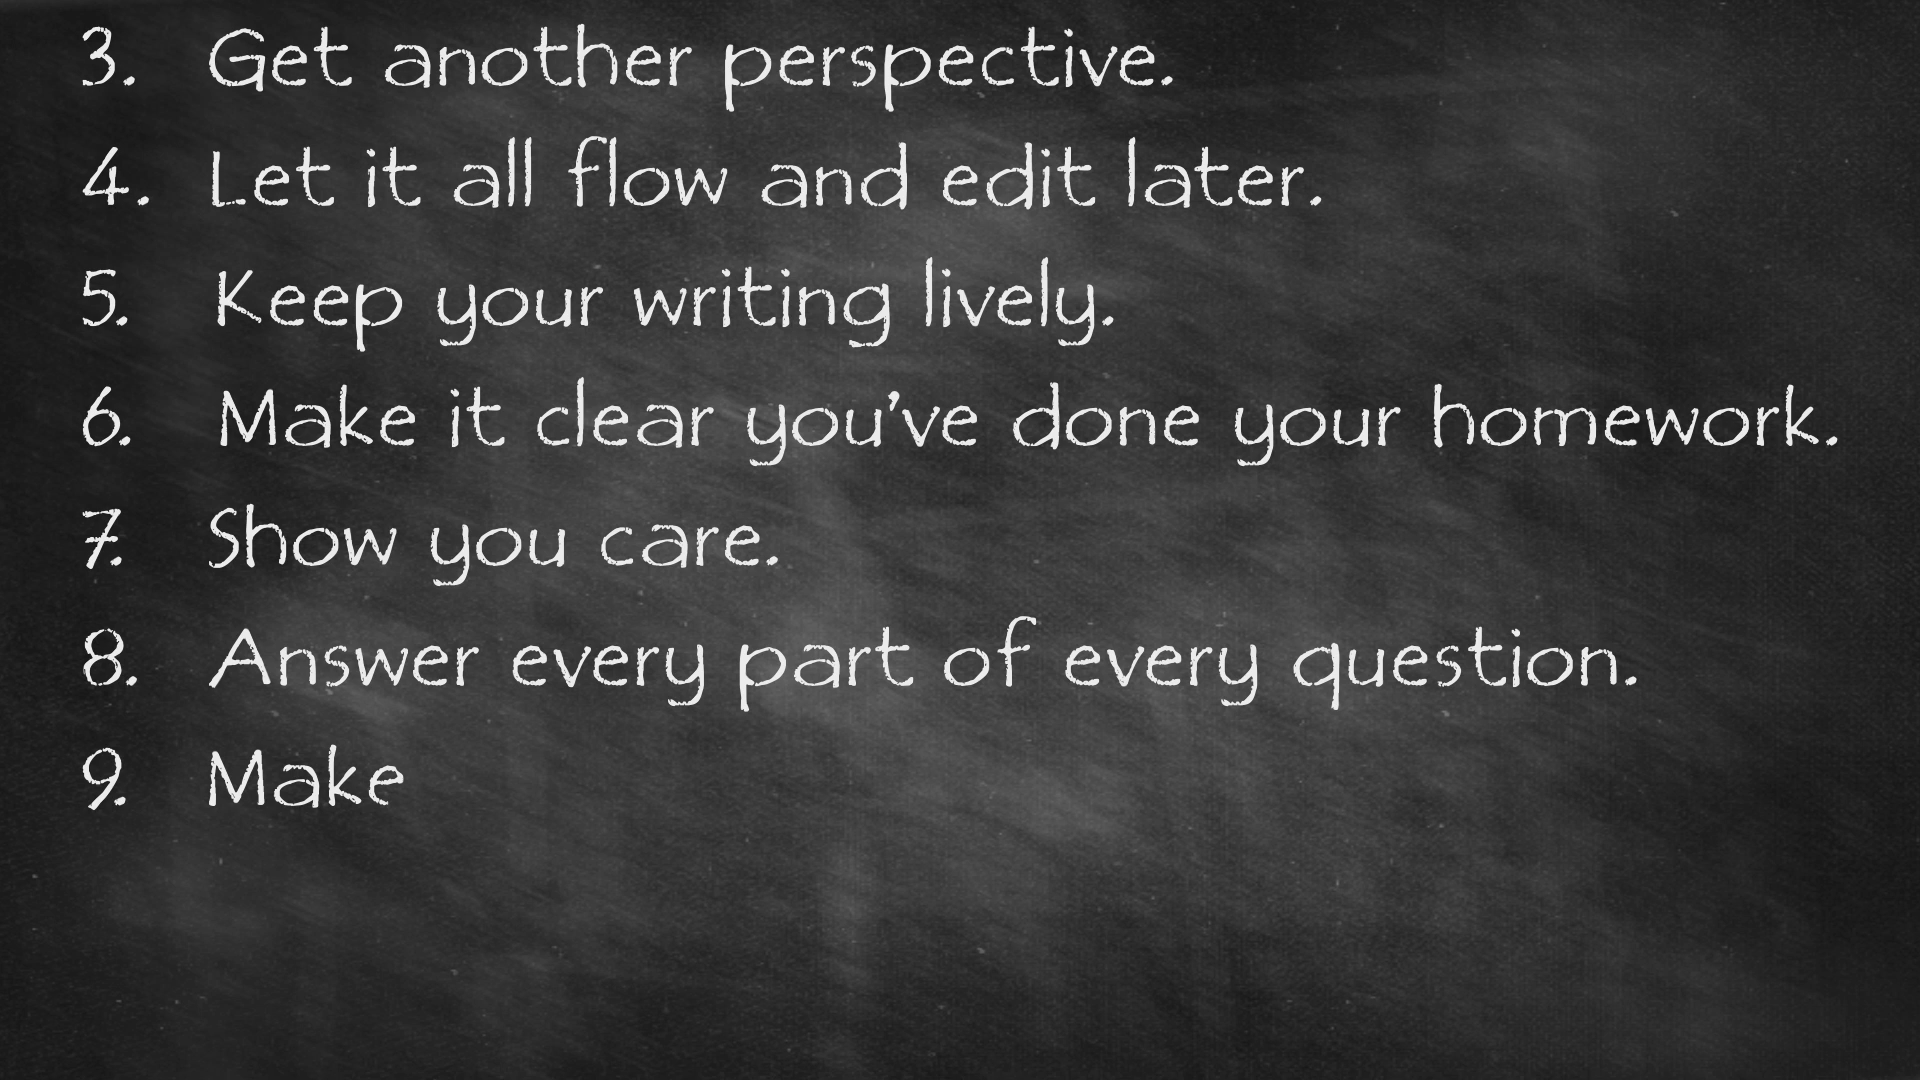 3. Get another perspective.
4. Let it all flow and edit later.
5. Keep your writing lively.
6. Make it clear you've done your homework.
7. Show you care.
8. Answer every part of every question.
9. Make